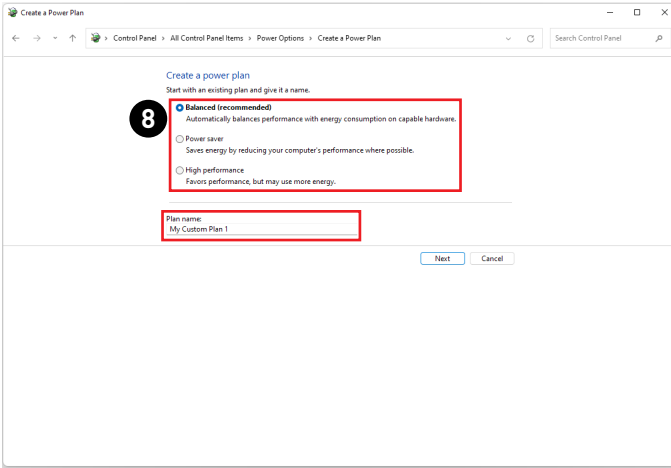 Create a Power Plan
Control Panel > All Control Panel Items > Power Options > Create a Power Plan
Search Control Panel
Create a power plan
Start with an existing plan and give it a name.
8
Balanced (recommended)
Automatically balances performance with energy consumption on capable hardware.
Power saver
Saves energy by reducing your computer's performance where possible.
High performance
Favors performance, but may use more energy.
Plan name:
My Custom Plan 1
Next Cancel